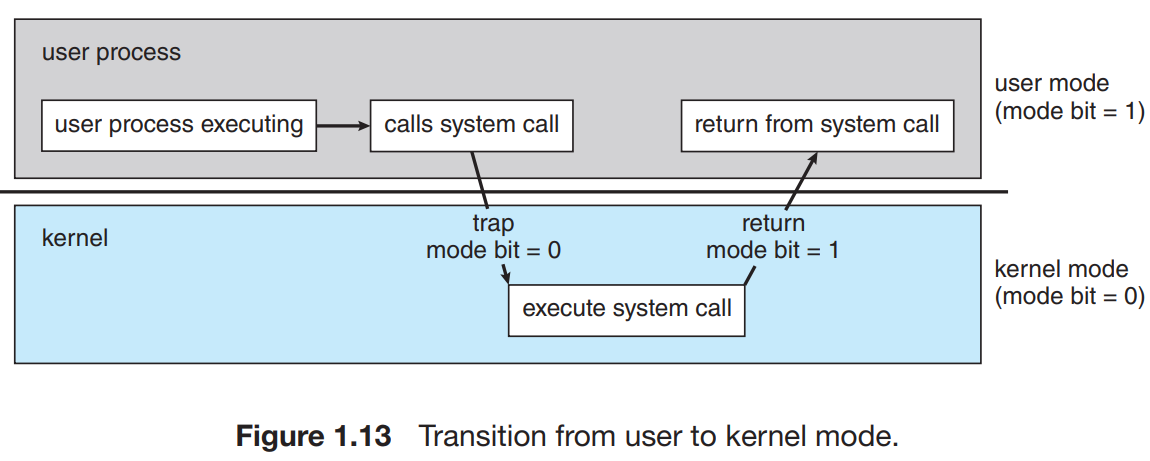 user process
user process executing
calls system call
return from system call
user mode
(mode bit = 1)
kernel
trap
mode bit = 0
return
mode bit = 1
execute system call
kernel mode
(mode bit = 0)
Figure 1.13 Transition from user to kernel mode.